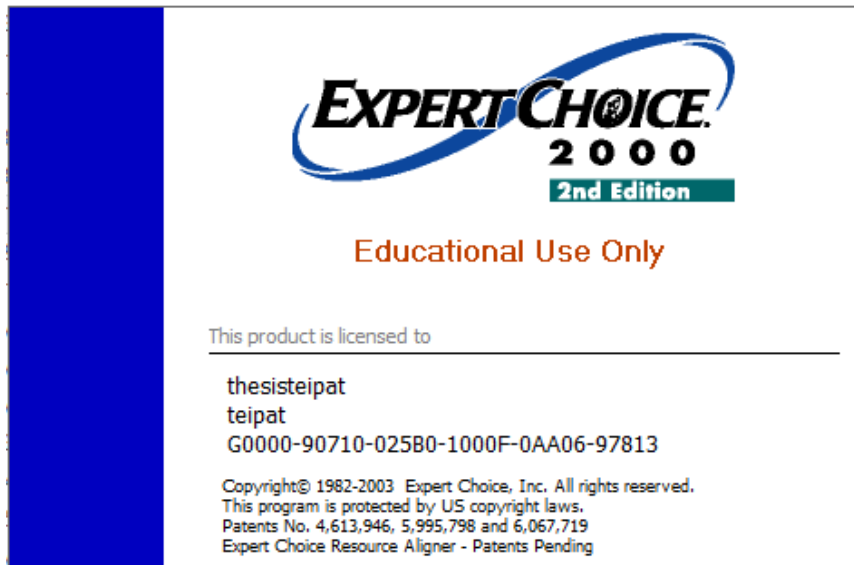 EXPERT CHOICE
2000
2nd Edition
Educational Use Only
This product is licensed to
thesisteipat
teipat
G0000-90710-025B0-1000F-0AA06-97813
Copyright© 1982-2003 Expert Choice, Inc. All rights reserved.
This program is protected by US copyright laws.
Patents No. 4,613,946, 5,995,798 and 6,067,719
Expert Choice Resource Aligner - Patents Pending